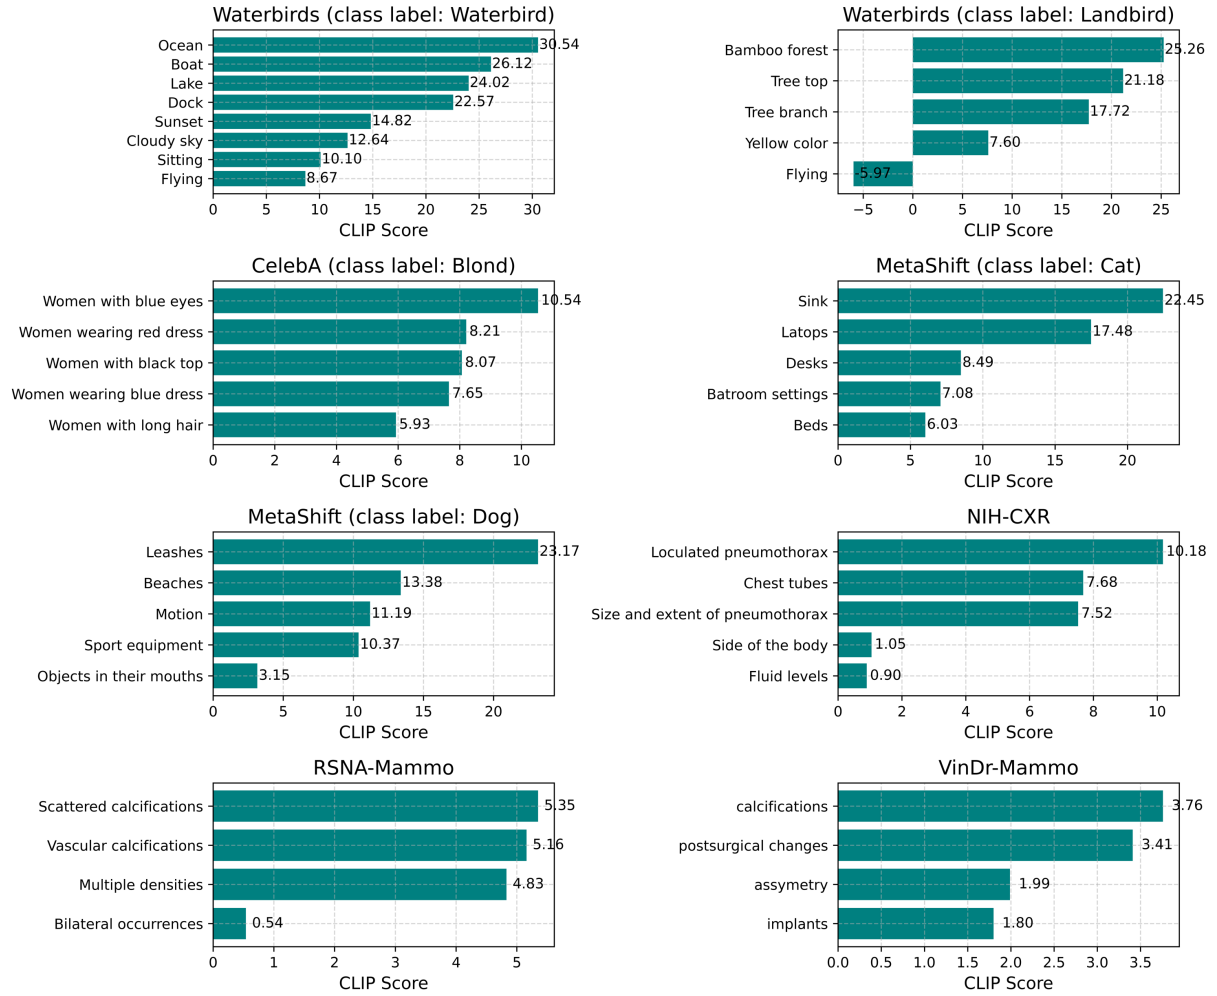 Waterbirds (class label: Waterbird)
Ocean 30.54
Boat 26.12
Lake 24.02
Dock 22.57
Sunset 14.82
Cloudy sky 12.64
Sitting 10.10
Flying 8.67
0 5 10 15 20 25 30
CLIP Score
Waterbirds (class label: Landbird)
Bamboo forest 25.26
Tree top 21.18
Tree branch 17.72
Yellow color 7.60
Flying -5.97
−5 0 5 10 15 20 25
CLIP Score
CelebA (class label: Blond)
Women with blue eyes 10.54
Women wearing red dress 8.21
Women with black top 8.07
Women wearing blue dress 7.65
Women with long hair 5.93
0 2 4 6 8 10
CLIP Score
MetaShift (class label: Cat)
Sink 22.45
Latops 17.48
Desks 8.49
Batroom settings 7.08
Beds 6.03
0 5 10 15 20
CLIP Score
MetaShift (class label: Dog)
Leashes 23.17
Beaches 13.38
Motion 11.19
Sport equipment 10.37
Objects in their mouths 3.15
0 5 10 15 20
CLIP Score
NIH-CXR
Loculated pneumothorax 10.18
Chest tubes 7.68
Size and extent of pneumothorax 7.52
Side of the body 1.05
Fluid levels 0.90
0 2 4 6 8 10
CLIP Score
RSNA-Mammo
Scattered calcifications 5.35
Vascular calcifications 5.16
Multiple densities 4.83
Bilateral occurrences 0.54
0 1 2 3 4 5
CLIP Score
VinDr-Mammo
calcifications 3.76
postsurgical changes 3.41
assymetry 1.99
implants 1.80
0.0 0.5 1.0 1.5 2.0 2.5 3.0 3.5
CLIP Score